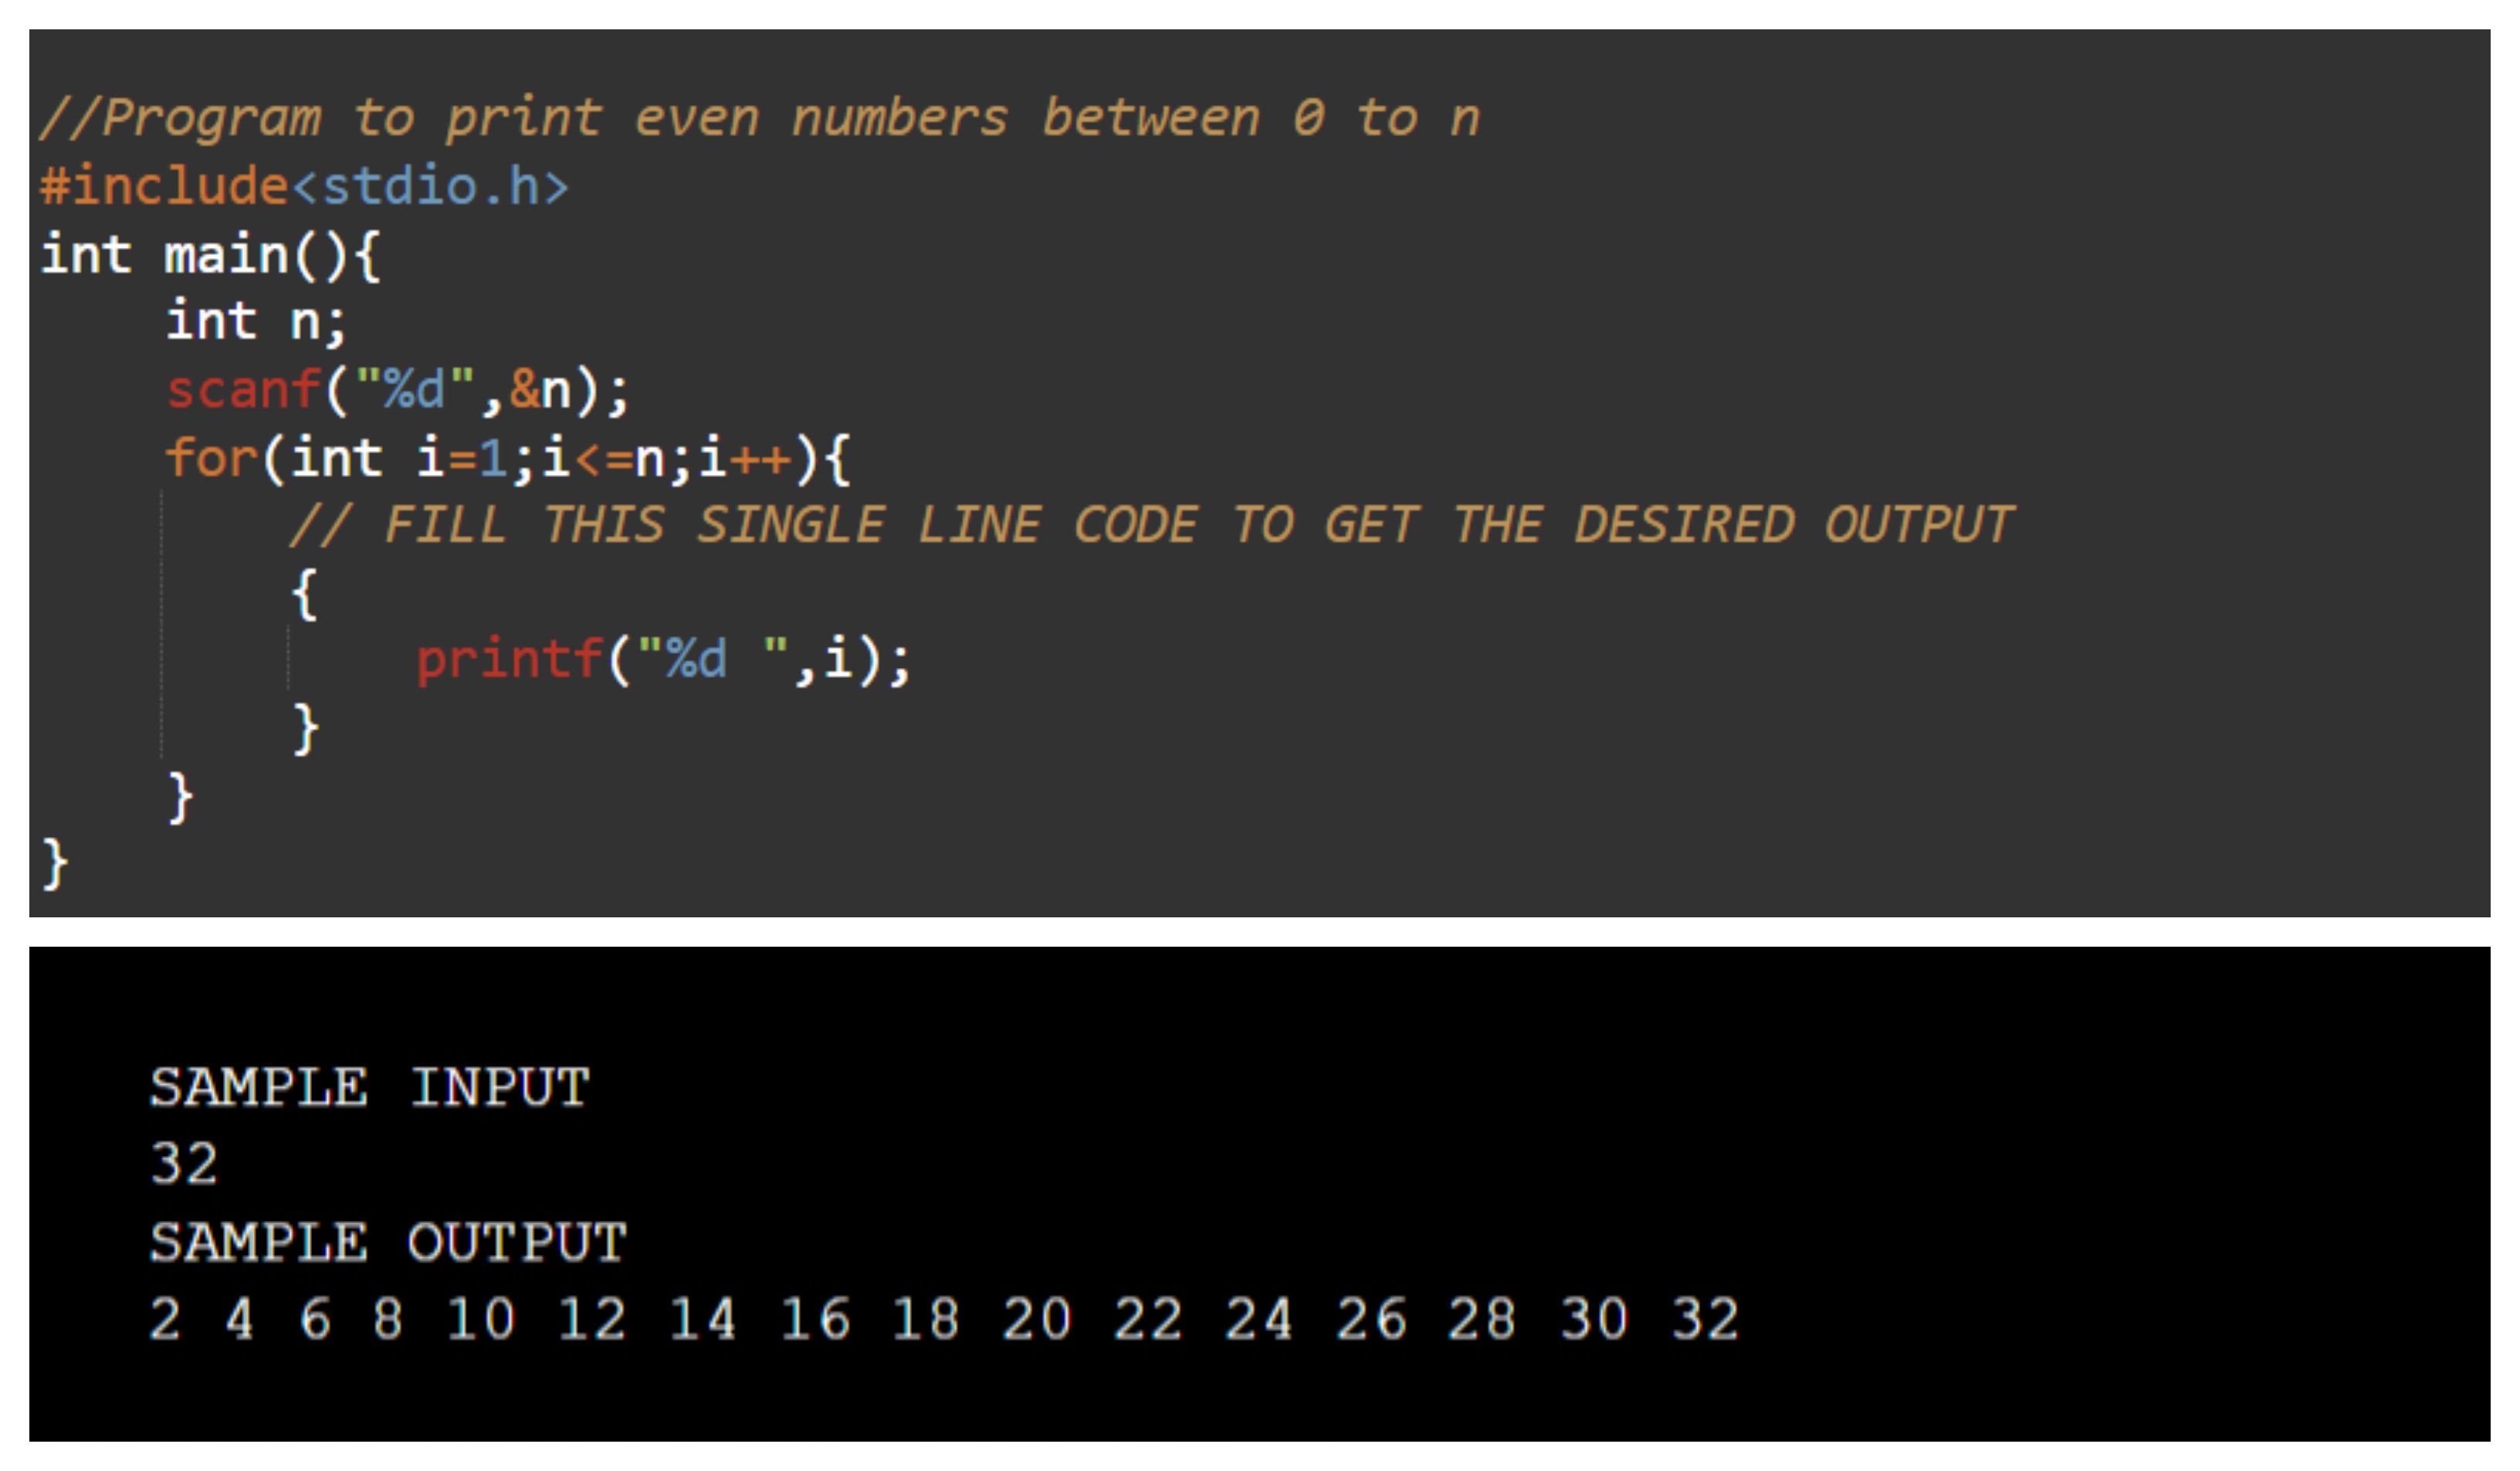 //Program to print even numbers between 0 to n
#include<stdio.h>
int main(){
    int n;
    scanf("%d",&n);
    for(int i=1;i<=n;i++){
        // FILL THIS SINGLE LINE CODE TO GET THE DESIRED OUTPUT
        {
            printf("%d ",i);
        }
    }
}
SAMPLE INPUT
32
SAMPLE OUTPUT
2 4 6 8 10 12 14 16 18 20 22 24 26 28 30 32